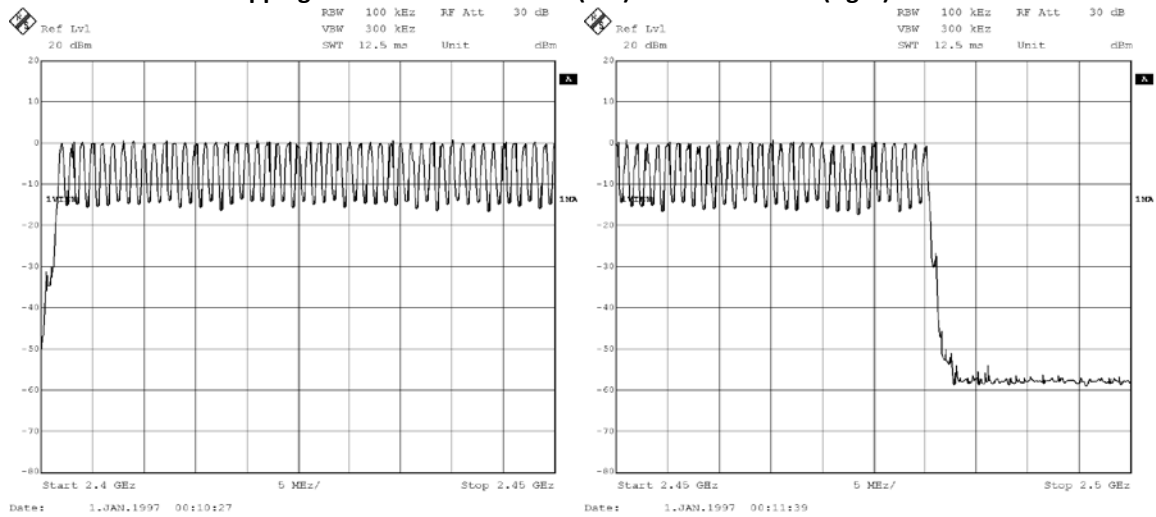 RBW 100 kHz RF Att 30 dB
Ref Lvl VBW 300 kHz
20 dBm SWT 12.5 ms Unit dBm
20
A
10
0
-10
1VIEW 1MA
-20
-30
-40
-50
-60
-70
-80
Start 2.4 GHz 5 MHz/ Stop 2.45 GHz
Date: 1.JAN.1997 00:10:27
RBW 100 kHz RF Att 30 dB
Ref Lvl VBW 300 kHz
20 dBm SWT 12.5 ms Unit dBm
20
A
10
0
-10
1VIEW 1MA
-20
-30
-40
-50
-60
-70
-80
Start 2.45 GHz 5 MHz/ Stop 2.5 GHz
Date: 1.JAN.1997 00:11:39